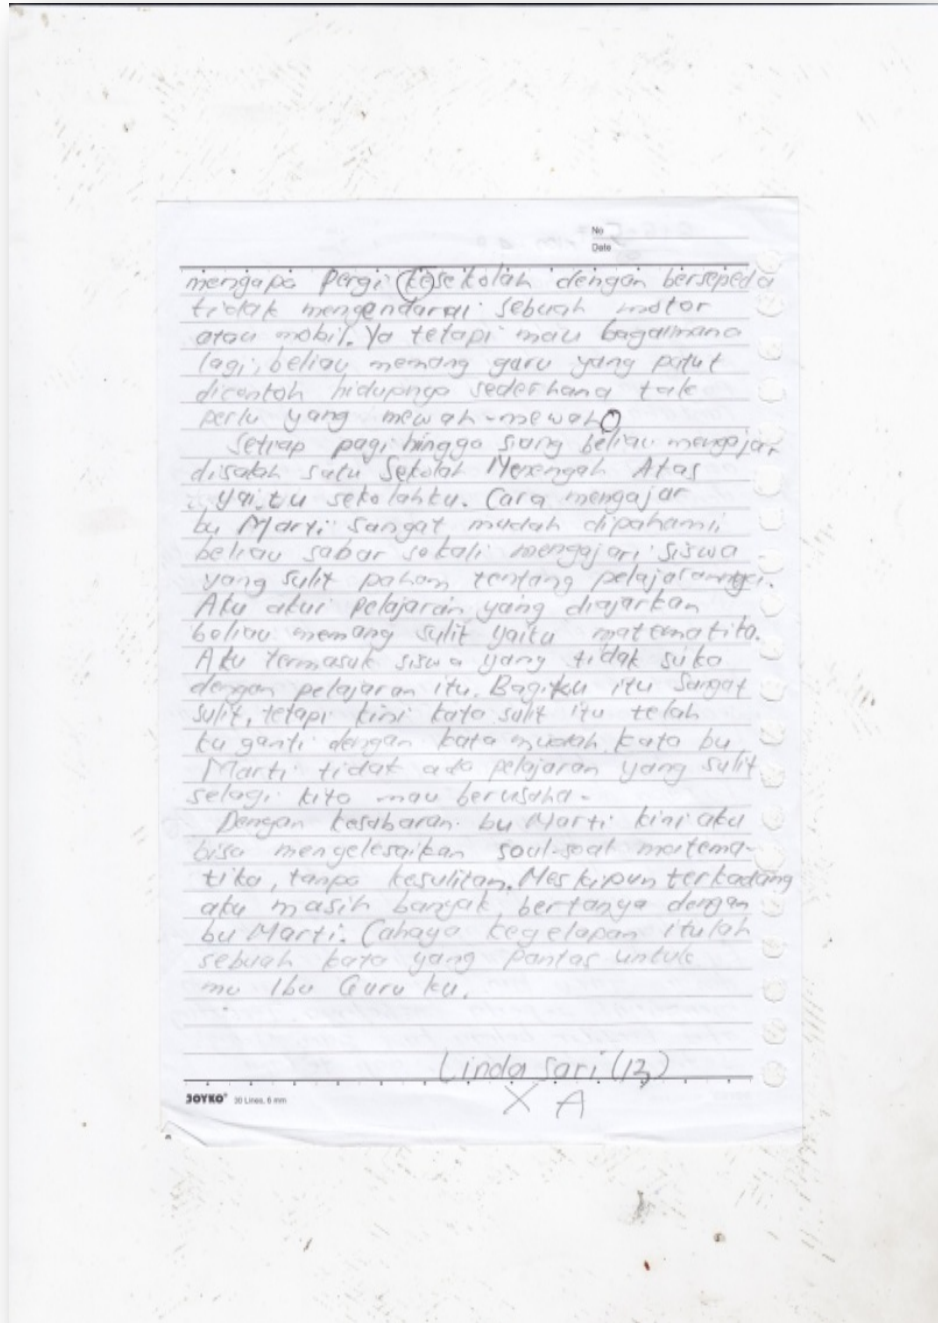 No
Date
mengapa pergi kesekolah dengan bersepeda
tidak mengendarai sebuah motor
atau mobil. Ya tetapi mau bagaimana
lagi, beliau memang guru yang patut
dicontoh hidupnya sederhana tak
perlu yang mewah-mewah
Setiap pagi hingga siang beliau mengajar
disalah satu Sekolah Menengah Atas
yaitu sekolahku. Cara mengajar
bu Marti sangat mudah dipahami
beliau sabar sekali mengajari siswa
yang sulit paham tentang pelajarannya.
Aku akui pelajaran yang diajarkan
beliau memang sulit yaitu matematika.
Aku termasuk siswa yang tidak suka
dengan pelajaran itu. Bagiku itu sangat
sulit, tetapi kini kata sulit itu telah
ku ganti dengan kata mudah, kata bu
Marti tidak ada pelajaran yang sulit
selagi kita mau berusaha.
Dengan kesabaran bu Marti kini aku
bisa mengelesaikan soal-soal matema-
tika, tanpa kesulitan. Meskipun terkadang
aku masih banyak bertanya dengan
bu Marti. Cahaya kegelapan itulah
sebuah kata yang pantas untuk
mu Ibu Guru ku.
Linda sari (13)
X A
JOYKO 30 Lines, 6 mm